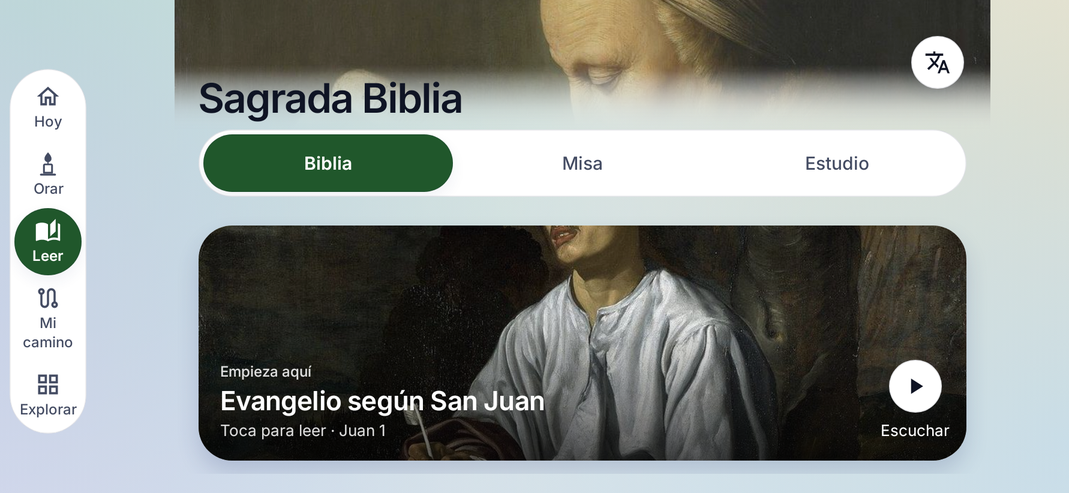 Sagrada Biblia
Hoy
Orar
Leer
Mi
camino
Explorar
Biblia
Misa
Estudio
Empieza aquí
Evangelio según San Juan
Toca para leer · Juan 1
Escuchar